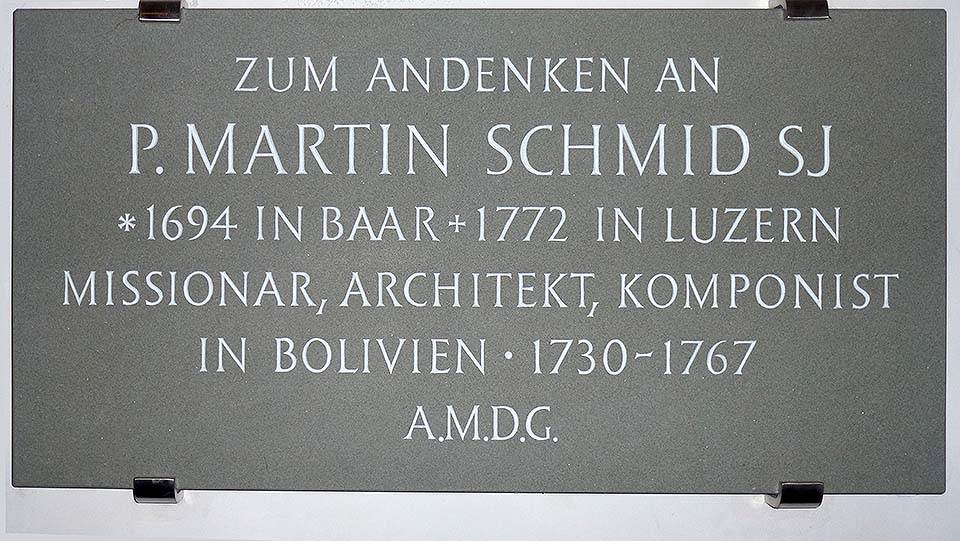 ZUM ANDENKEN AN
P. MARTIN SCHMID SJ
*1694 IN BAAR + 1772 IN LUZERN
MISSIONAR, ARCHITEKT, KOMPONIST
IN BOLIVIEN · 1730-1767
A.M.D.G.